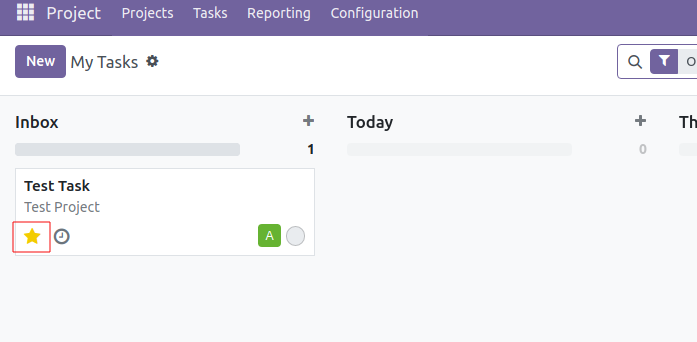 Project Projects Tasks Reporting Configuration
New My Tasks
Inbox
1
Test Task
Test Project
A
Today
0